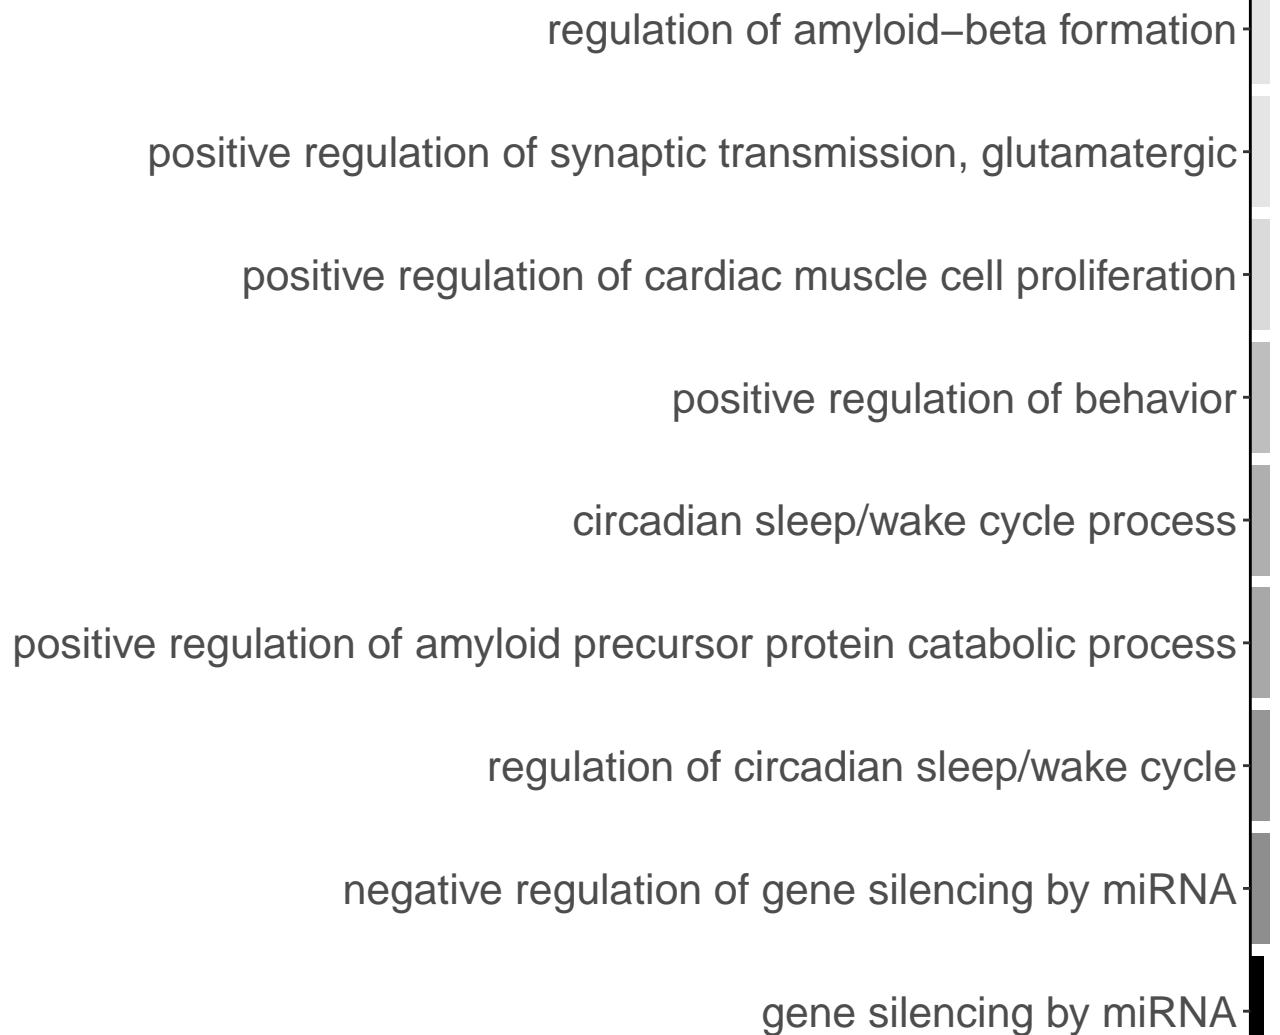 regulation of amyloid−beta formation
positive regulation of synaptic transmission, glutamatergic
positive regulation of cardiac muscle cell proliferation
positive regulation of behavior
circadian sleep/wake cycle process
positive regulation of amyloid precursor protein catabolic process
regulation of circadian sleep/wake cycle
negative regulation of gene silencing by miRNA
gene silencing by miRNA